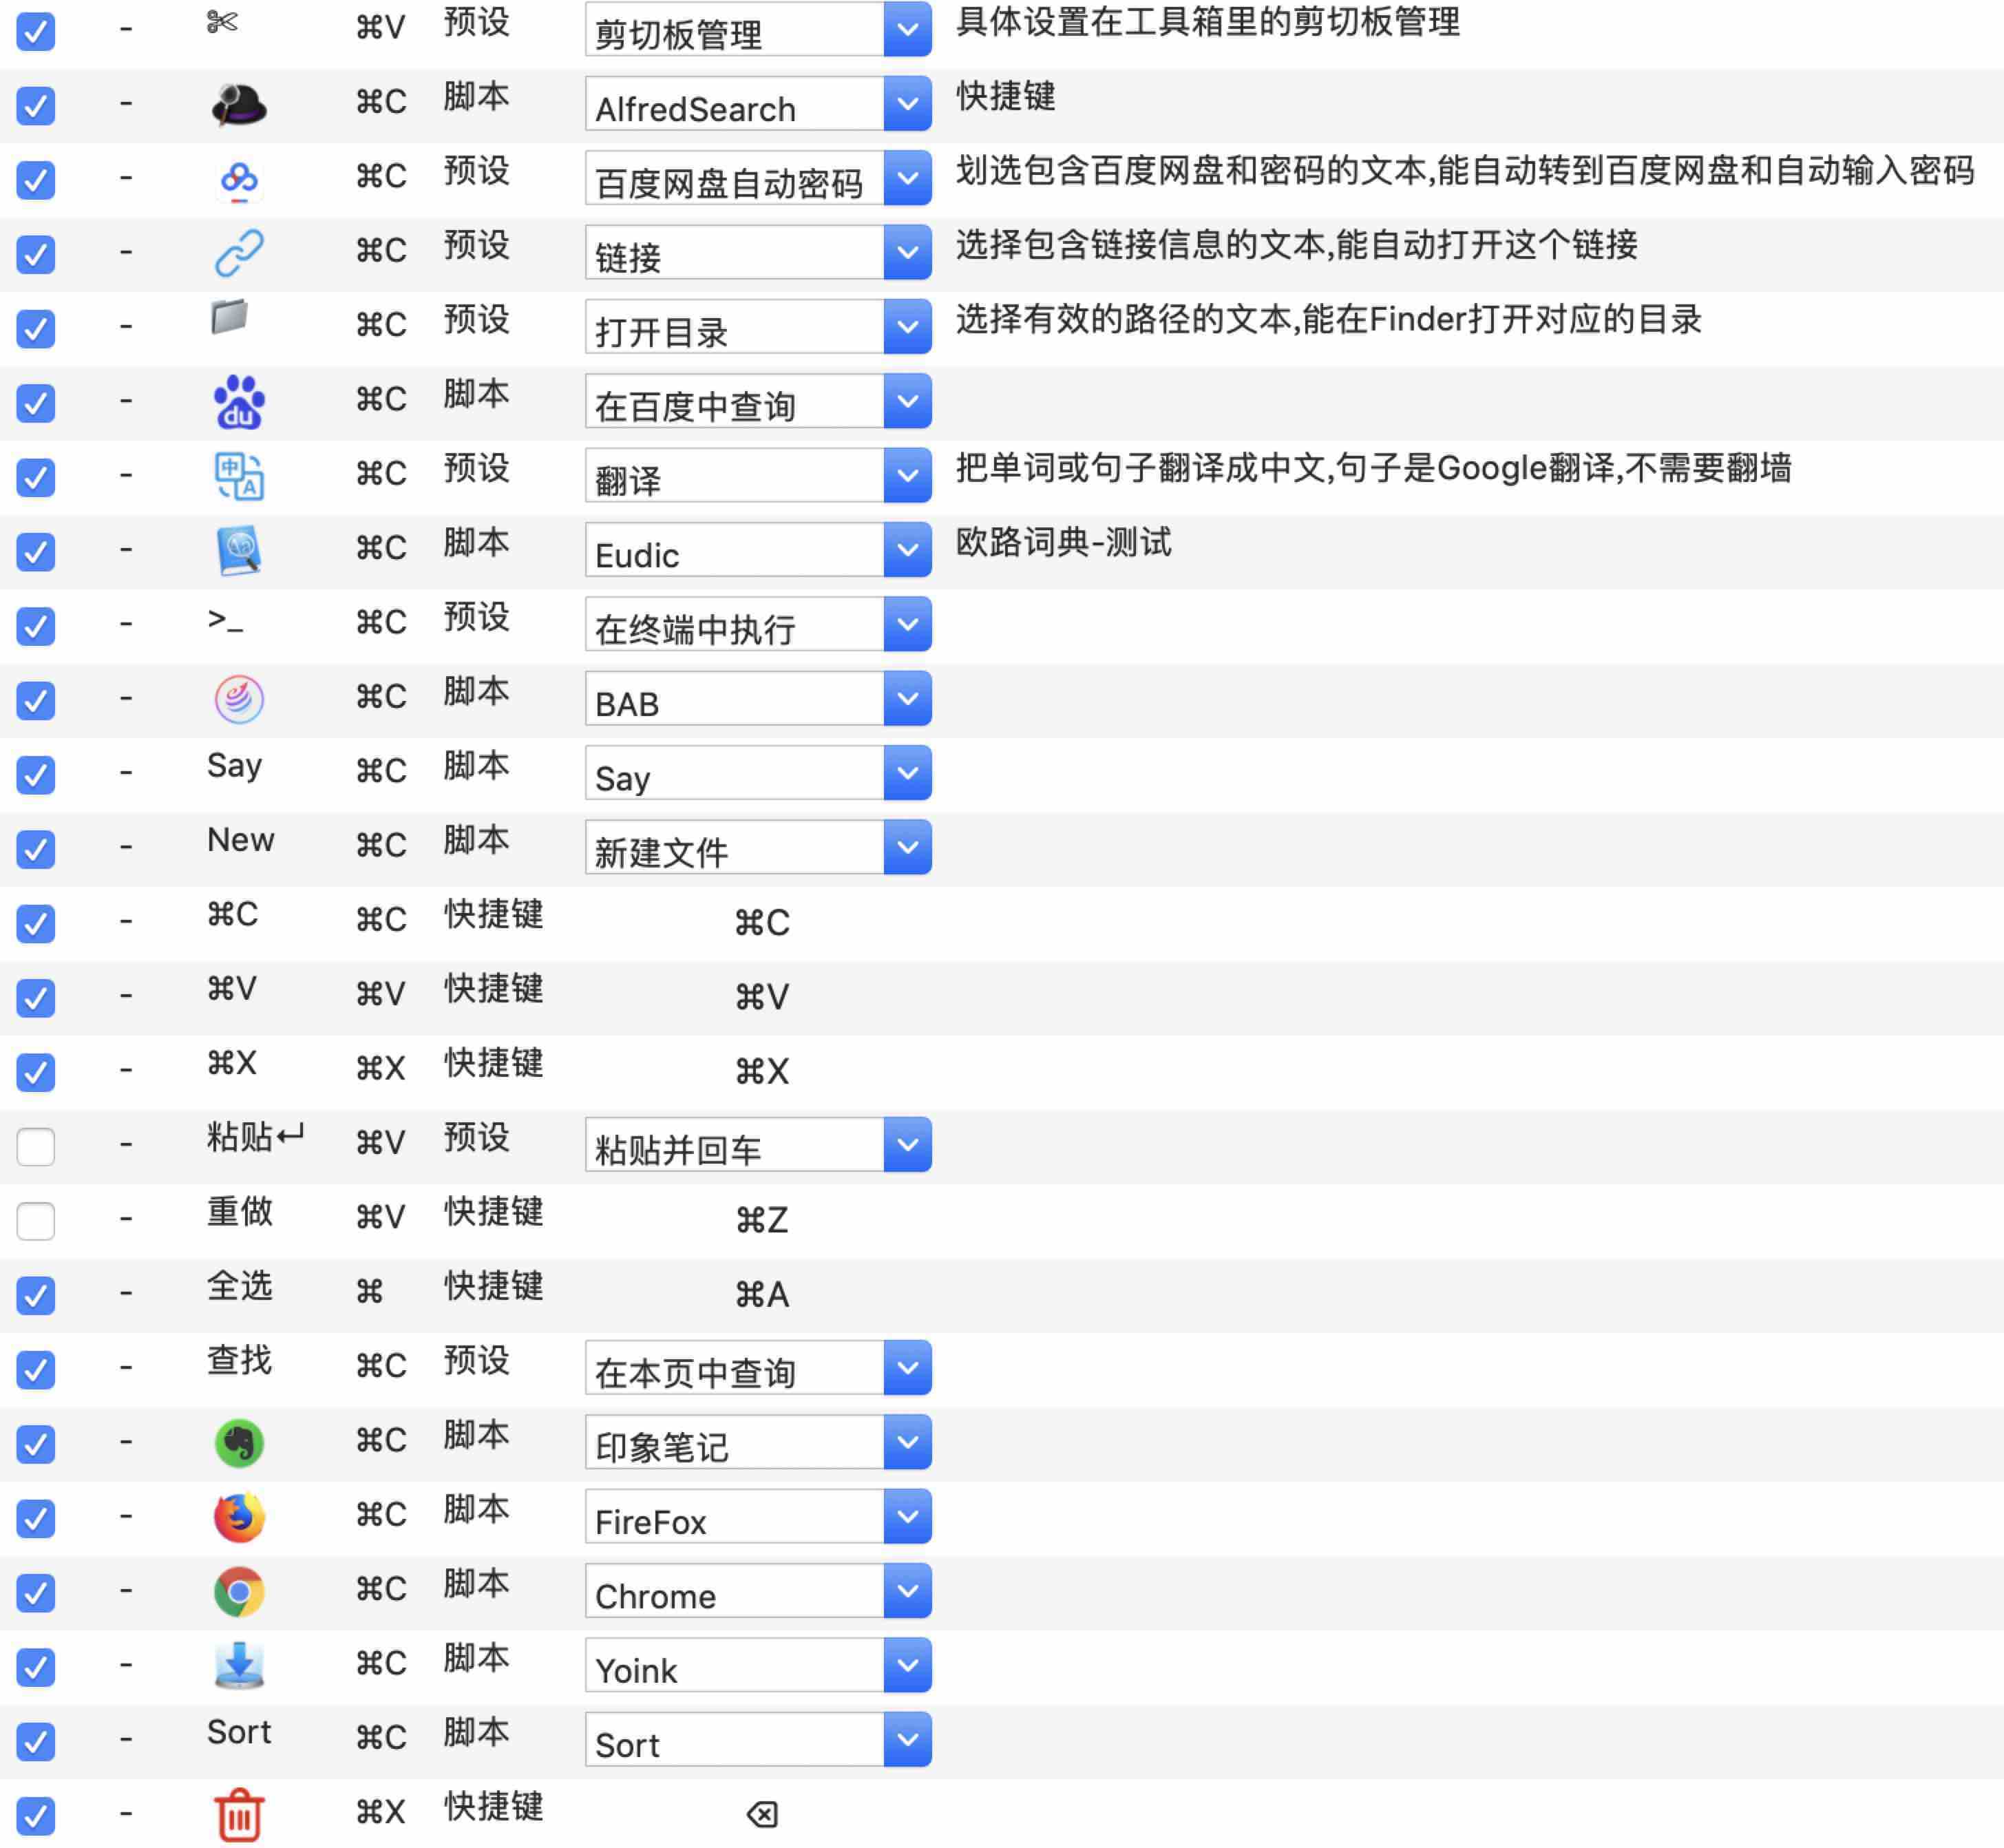 - ⌘V 预设 剪切板管理 具体设置在工具箱里的剪切板管理
- ⌘C 脚本 AlfredSearch 快捷键
- ⌘C 预设 百度网盘自动密码 划选包含百度网盘和密码的文本,能自动转到百度网盘和自动输入密码
- ⌘C 预设 链接 选择包含链接信息的文本,能自动打开这个链接
- ⌘C 预设 打开目录 选择有效的路径的文本,能在Finder打开对应的目录
- du ⌘C 脚本 在百度中查询
- 中A ⌘C 预设 翻译 把单词或句子翻译成中文,句子是Google翻译,不需要翻墙
- ⌘C 脚本 Eudic 欧路词典-测试
- >_ ⌘C 预设 在终端中执行
- ⌘C 脚本 BAB
- Say ⌘C 脚本 Say
- New ⌘C 脚本 新建文件
- ⌘C ⌘C 快捷键 ⌘C
- ⌘V ⌘V 快捷键 ⌘V
- ⌘X ⌘X 快捷键 ⌘X
- 粘贴↵ ⌘V 预设 粘贴并回车
- 重做 ⌘V 快捷键 ⌘Z
- 全选 ⌘ 快捷键 ⌘A
- 查找 ⌘C 预设 在本页中查询
- ⌘C 脚本 印象笔记
- ⌘C 脚本 FireFox
- ⌘C 脚本 Chrome
- ⌘C 脚本 Yoink
- Sort ⌘C 脚本 Sort
- ⌘X 快捷键 ⌫